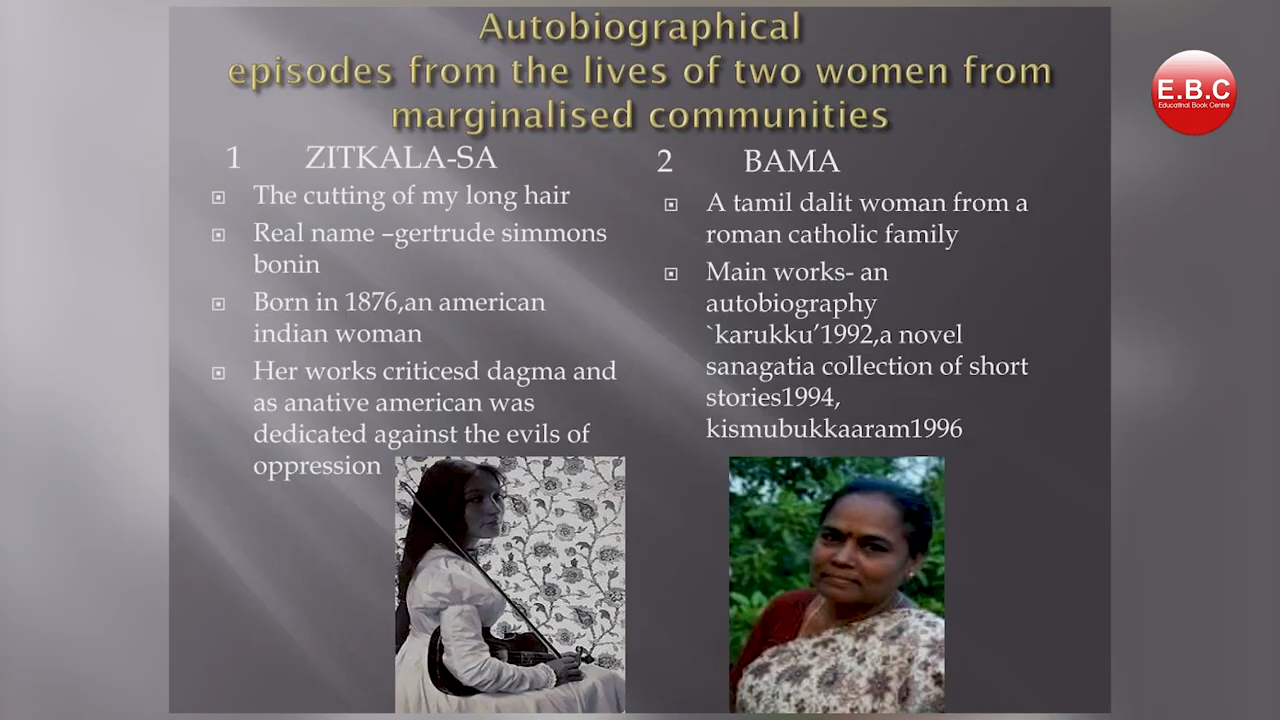 Autobiographical
episodes from the lives of two women from
marginalised communities
1 ZITKALA-SA
The cutting of my long hair
Real name –gertrude simmons
bonin
Born in 1876,an american
indian woman
Her works criticesd dagma and
as anative american was
dedicated against the evils of
oppression
2 BAMA
A tamil dalit woman from a
roman catholic family
Main works- an
autobiography
`karukku’1992,a novel
sanagatia collection of short
stories1994,
kismubukkaaram1996
E.B.C
Educatinal Book Centre